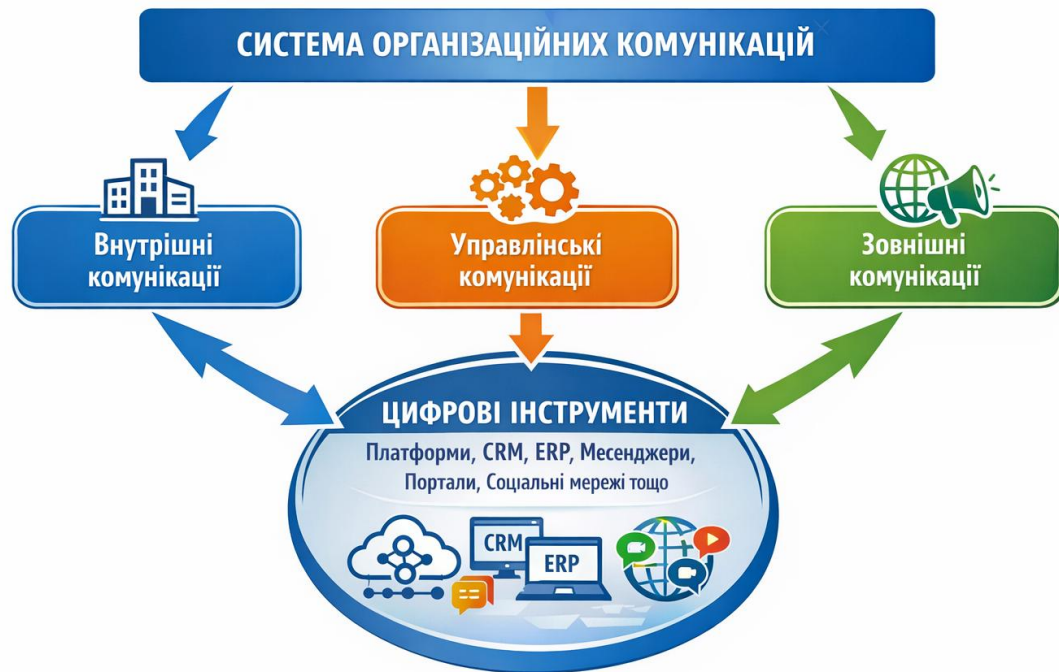 СИСТЕМА ОРГАНІЗАЦІЙНИХ КОМУНІКАЦІЙ
Внутрішні
комунікації
Управлінські
комунікації
Зовнішні
комунікації
ЦИФРОВІ ІНСТРУМЕНТИ
Платформи, CRM, ERP, Месенджери,
Портали, Соціальні мережі тощо
CRM
ERP